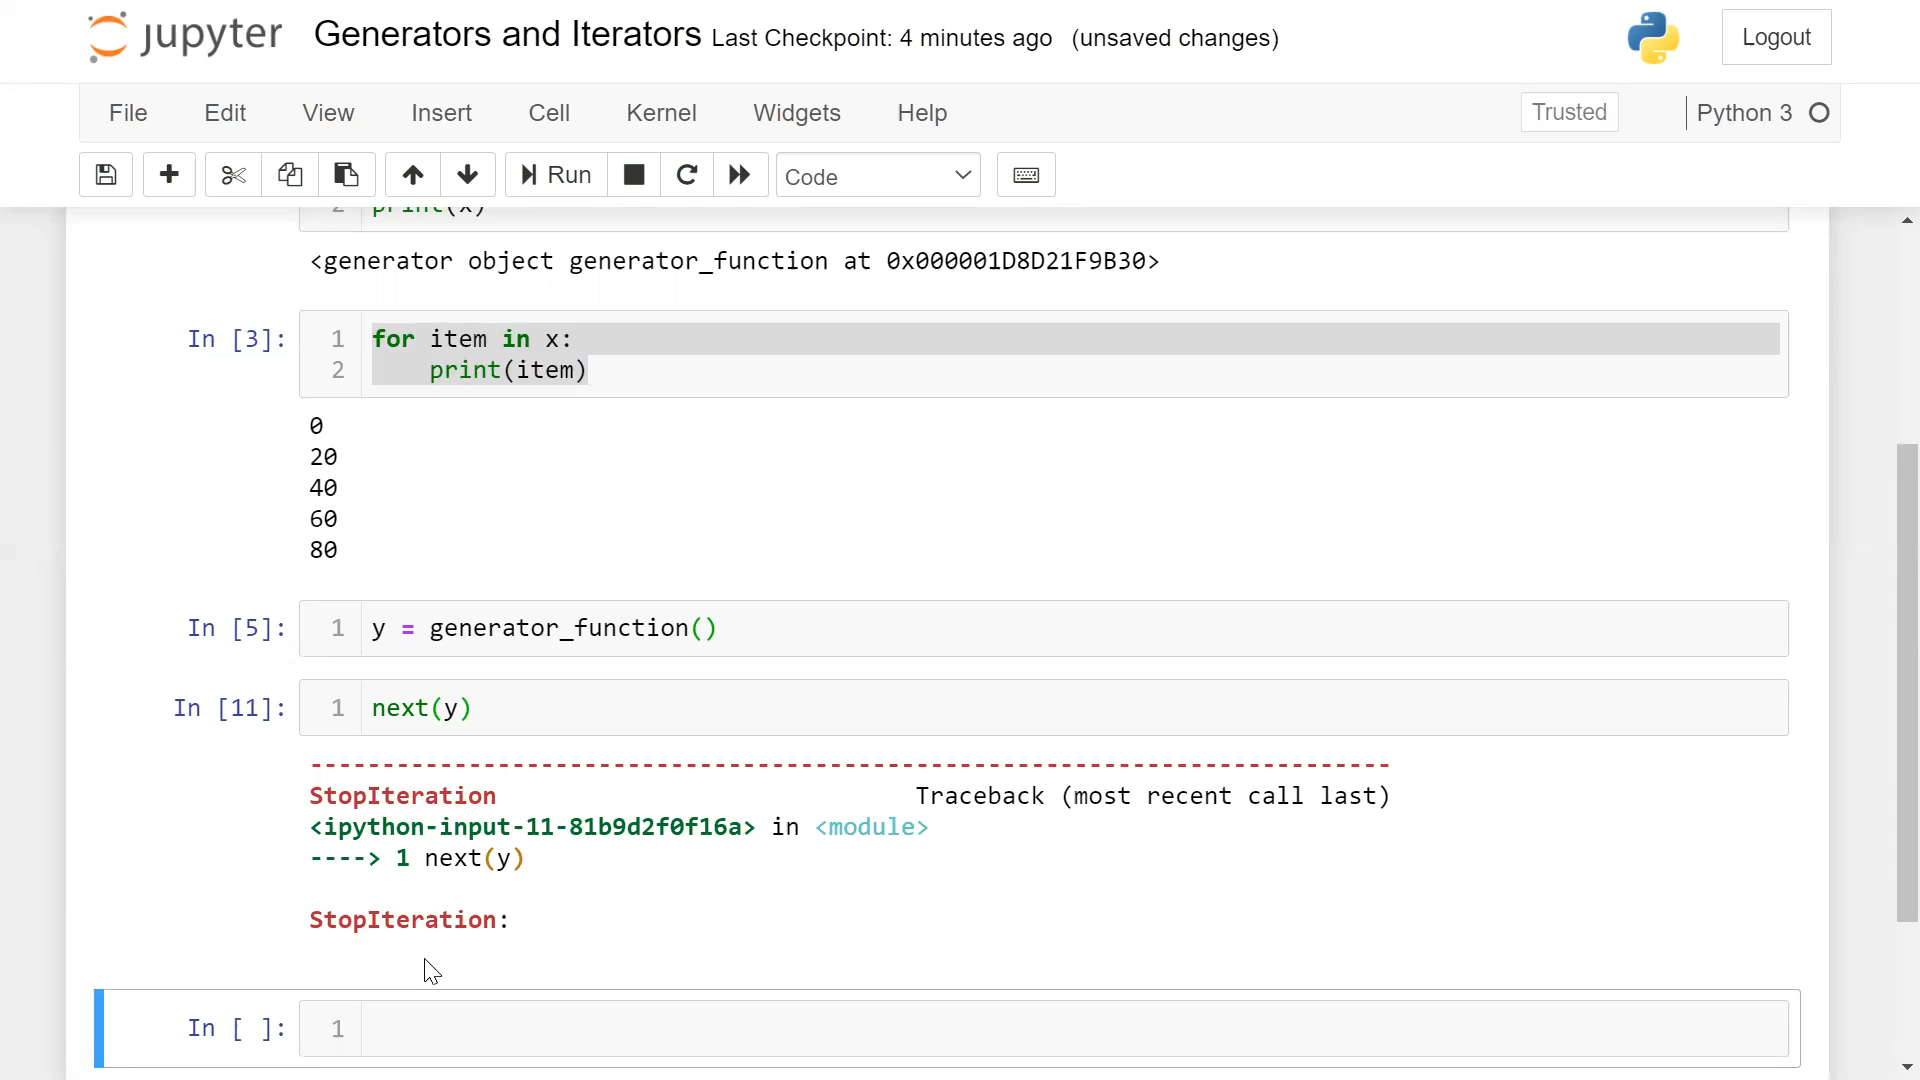 jupyter Generators and Iterators Last Checkpoint: 4 minutes ago (unsaved changes) Logout
File Edit View Insert Cell Kernel Widgets Help Trusted Python 3
Run Code
2 print(x)
<generator object generator_function at 0x000001D8D21F9B30>
In [3]: 1 for item in x:
2 print(item)
0
20
40
60
80
In [5]: 1 y = generator_function()
In [11]: 1 next(y)
---------------------------------------------------------------------------
StopIteration Traceback (most recent call last)
<ipython-input-11-81b9d2f0f16a> in <module>
----> 1 next(y)
StopIteration:
In [ ]: 1